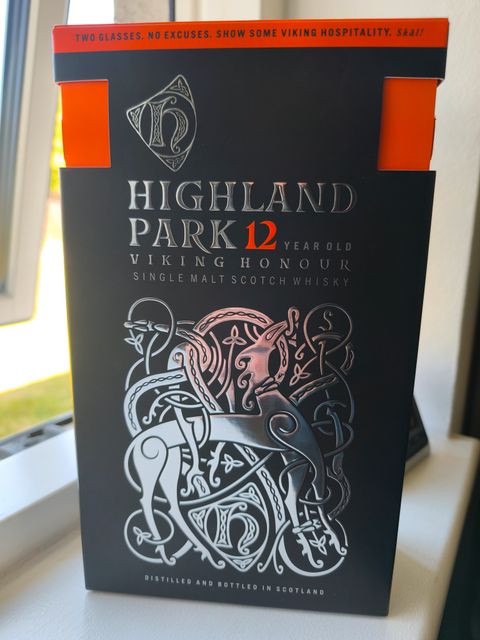 TWO GLASSES. NO EXCUSES. SHOW SOME VIKING HOSPITALITY. Skål!
H
HIGHLAND
PARK 12 YEAR OLD
VIKING HONOUR
SINGLE MALT SCOTCH WHISKY
H
DISTILLED AND BOTTLED IN SCOTLAND